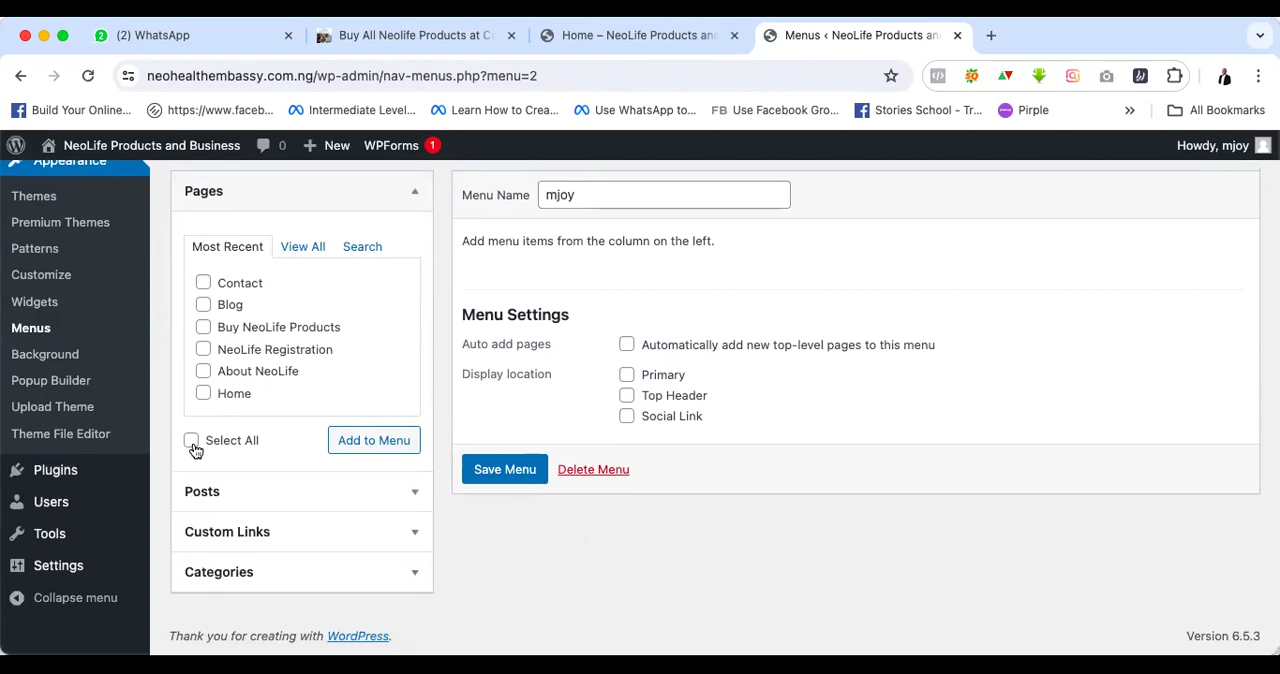 2 (2) WhatsApp
Buy All Neolife Products at C
Home – NeoLife Products and
Menus ‹ NeoLife Products an
neohealthembassy.com.ng/wp-admin/nav-menus.php?menu=2
Build Your Online...
https://www.faceb...
Intermediate Level...
Learn How to Crea...
Use WhatsApp to...
FB Use Facebook Gro...
Stories School - Tr...
Pirple
»
All Bookmarks
NeoLife Products and Business
0
New
WPForms 1
Howdy, mjoy
Appearance
Themes
Premium Themes
Patterns
Customize
Widgets
Menus
Background
Popup Builder
Upload Theme
Theme File Editor
Plugins
Users
Tools
Settings
Collapse menu
Pages
Most Recent View All Search
Contact
Blog
Buy NeoLife Products
NeoLife Registration
About NeoLife
Home
Select All
Add to Menu
Posts
Custom Links
Categories
Menu Name mjoy
Add menu items from the column on the left.
Menu Settings
Auto add pages Automatically add new top-level pages to this menu
Display location Primary
Top Header
Social Link
Save Menu Delete Menu
Thank you for creating with WordPress.
Version 6.5.3